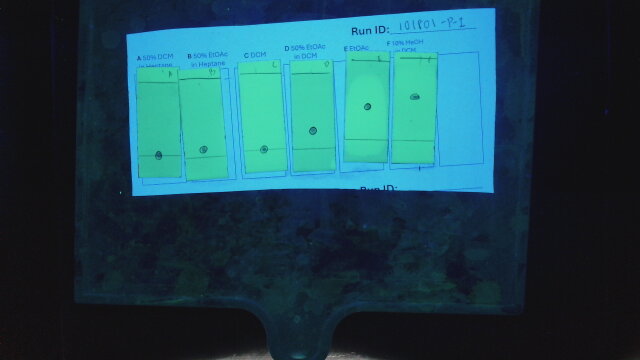 Run ID: 101801-P-1
A 50% DCM
in Heptane
B 50% EtOAc
in Heptane
C DCM
D 50% EtOAc
in DCM
E EtOAc
F 10% MeOH
in DCM
A
C
D
F
Run ID: